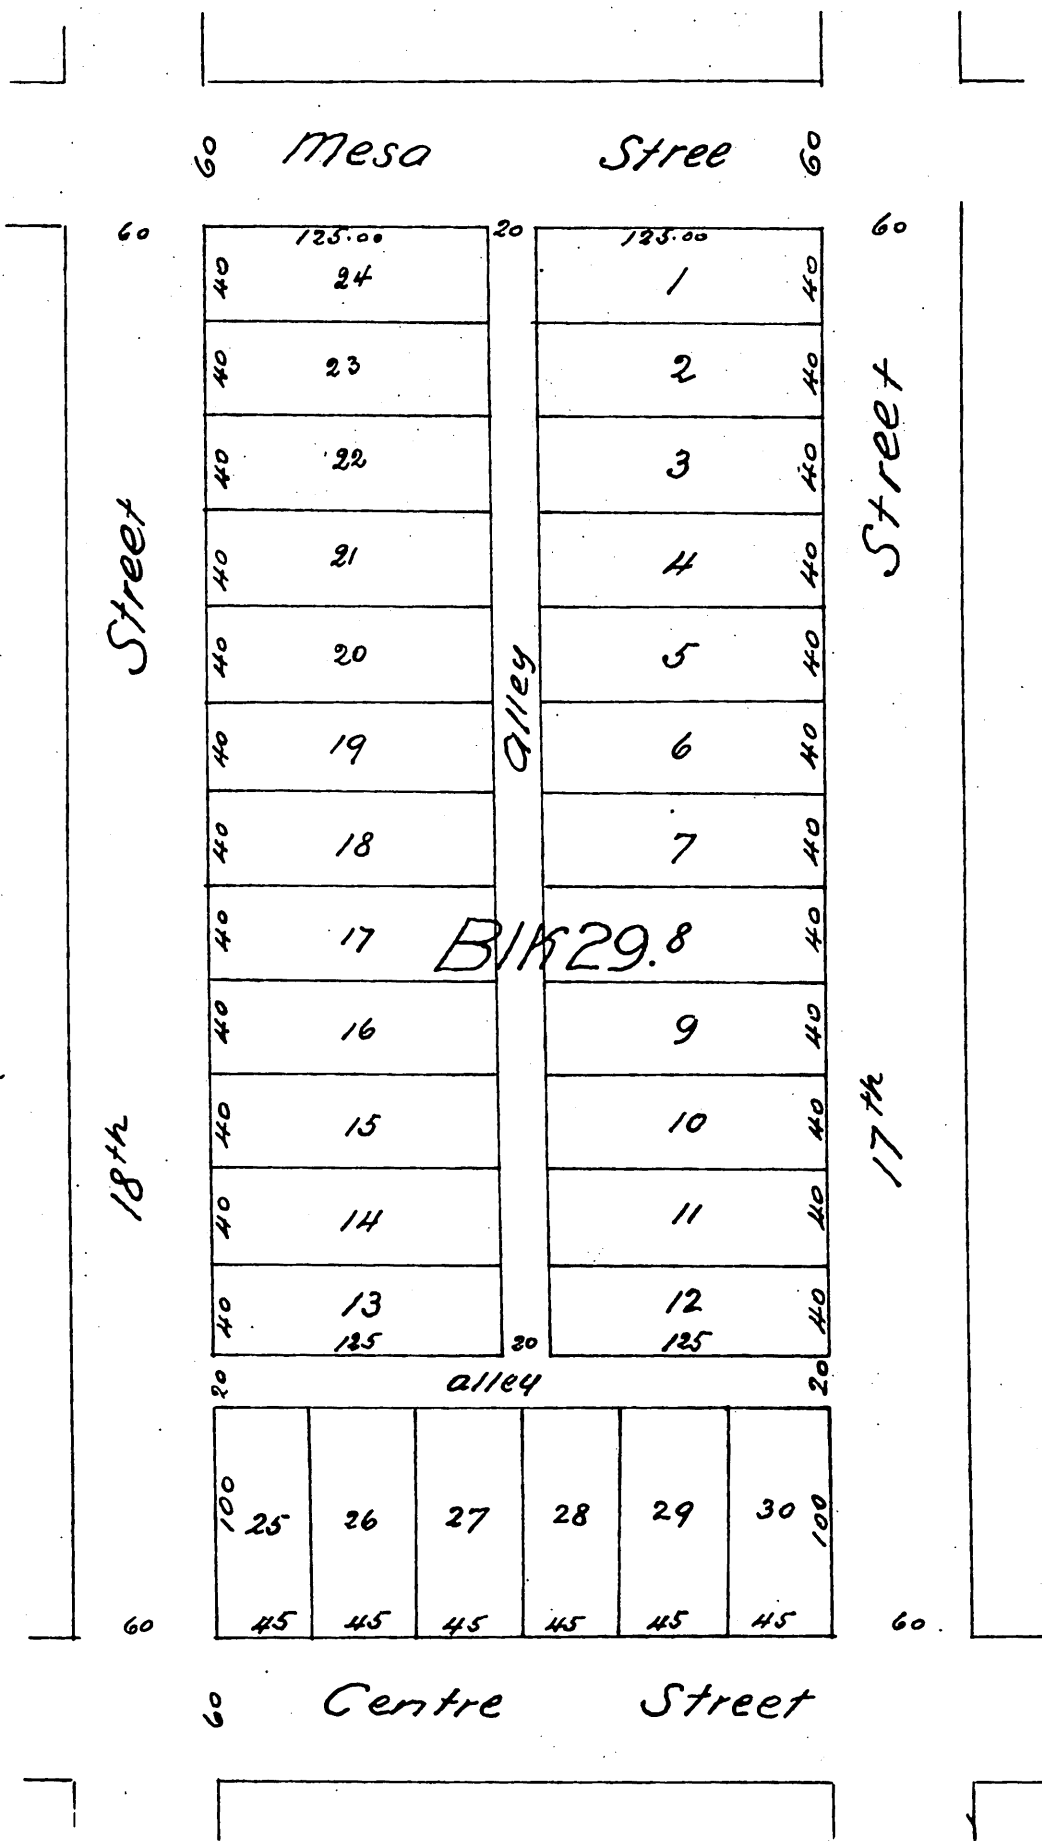 60 Mesa Stree 60
60 125.00 20 125.00 60
40 24 1 40
40 23 2 40
40 22 3 40
40 21 4 40
40 20 5 40
40 19 6 40
40 18 7 40
40 17 8 40
40 16 9 40
40 15 10 40
40 14 11 40
40 13 12 40
125 20 125
Street
18th
alley
Blk 29.
Street
17th
20 alley 20
100 25 26 27 28 29 30 100
60 45 45 45 45 45 45 60.
60 Centre Street